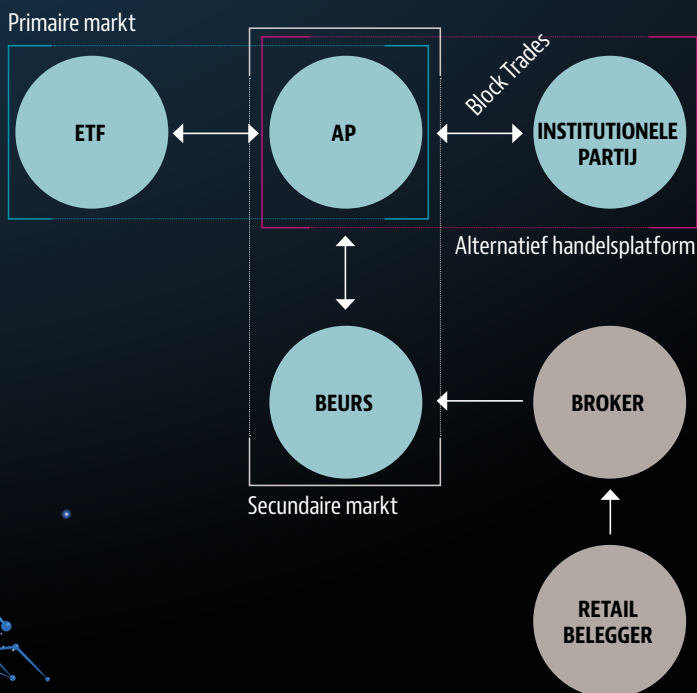 Primaire markt
ETF
AP
Block Trades
INSTITUTIONELE
PARTIJ
Alternatief handelsplatform
BEURS
BROKER
Secundaire markt
RETAIL
BELEGGER